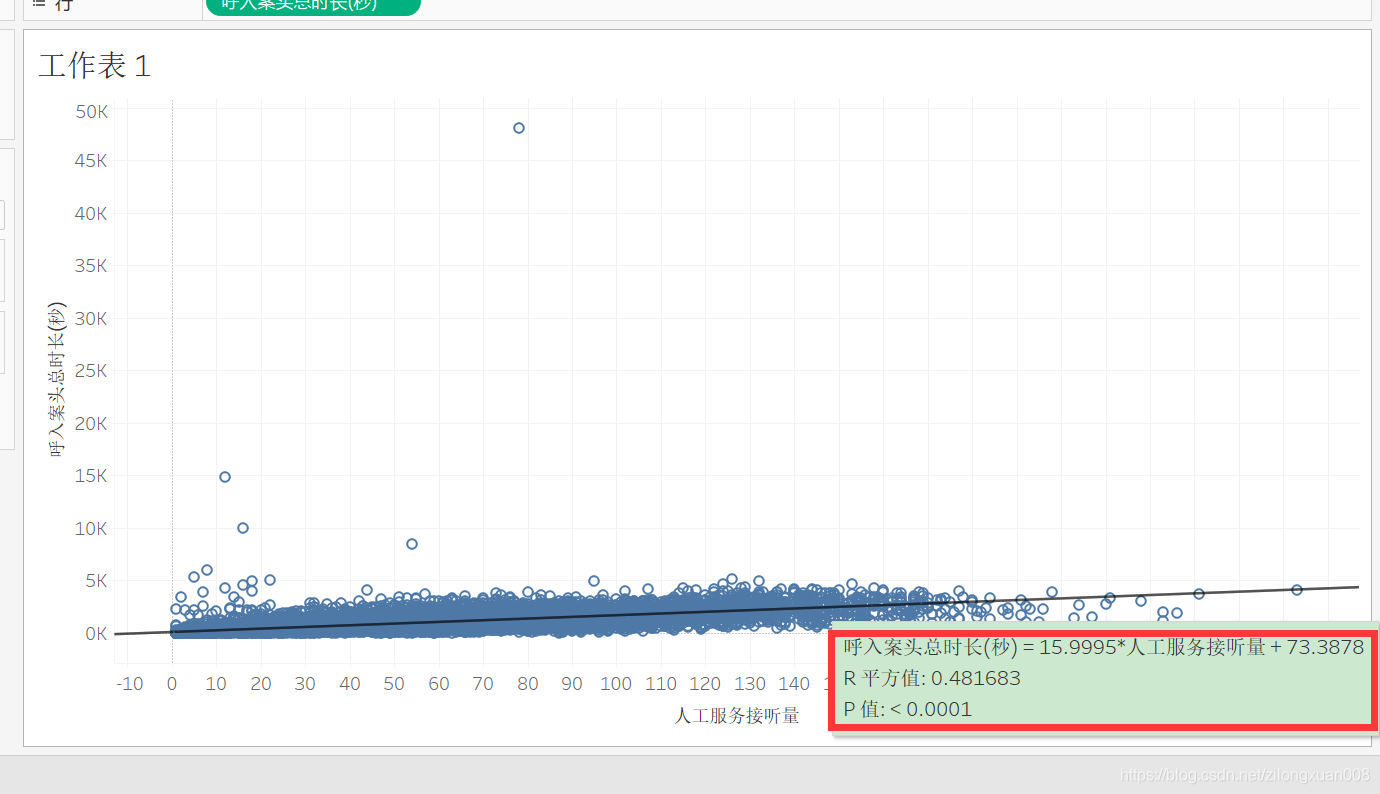 行
呼入案头总时长(秒)
工作表 1
50K
45K
40K
35K
30K
25K
20K
15K
10K
5K
0K
呼入案头总时长(秒)
-10 0 10 20 30 40 50 60 70 80 90 100 110 120 130 140
人工服务接听量
呼入案头总时长(秒) = 15.9995*人工服务接听量 + 73.3878
R 平方值: 0.481683
P 值: < 0.0001
https://blog.csdn.net/zilongxuan008